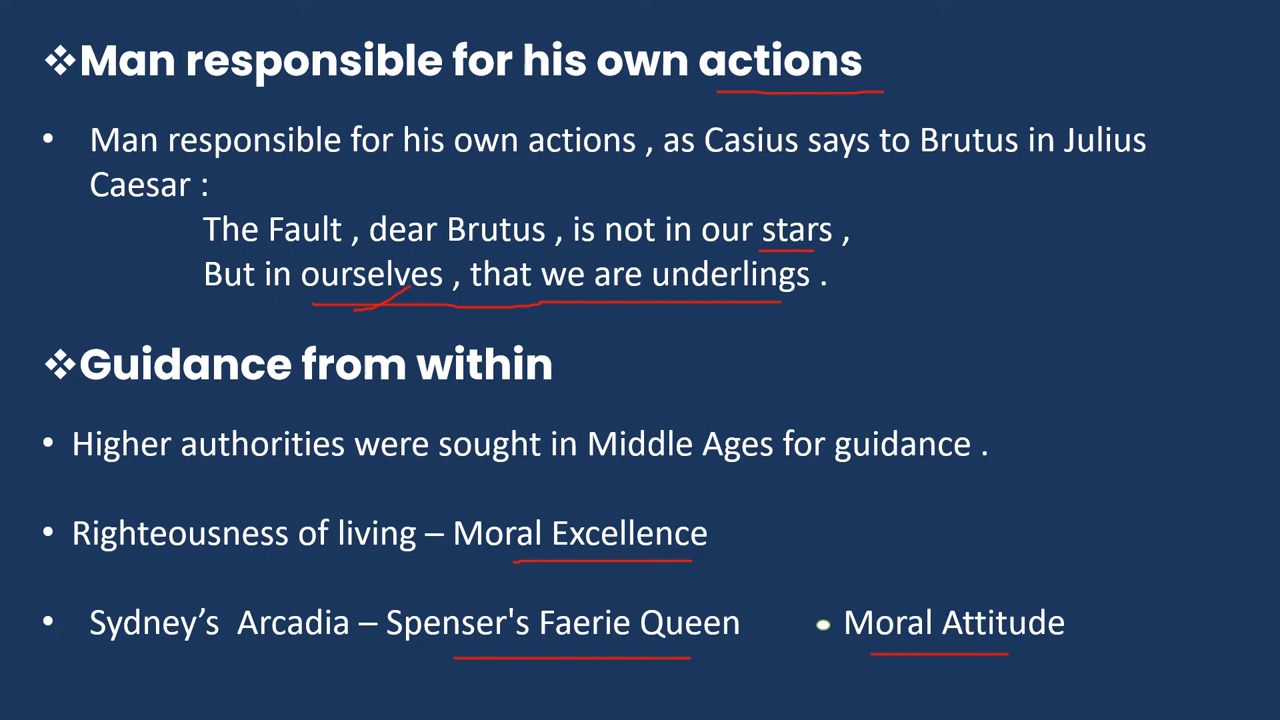 ❖Man responsible for his own actions
• Man responsible for his own actions , as Casius says to Brutus in Julius
Caesar :
The Fault , dear Brutus , is not in our stars ,
But in ourselves , that we are underlings .
❖Guidance from within
• Higher authorities were sought in Middle Ages for guidance .
• Righteousness of living – Moral Excellence
• Sydney’s Arcadia – Spenser's Faerie Queen • Moral Attitude